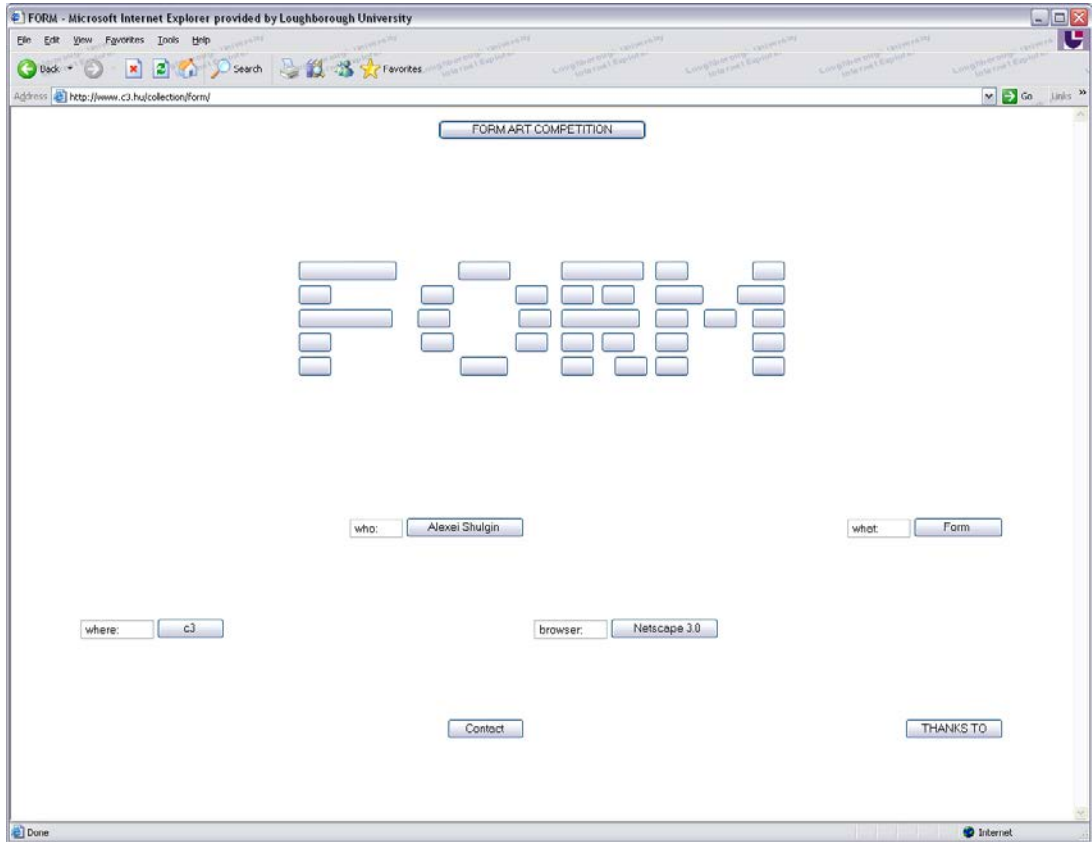 FORM - Microsoft Internet Explorer provided by Loughborough University
File Edit View Favorites Tools Help
Back Search Favorites
Address http://www.c3.hu/collection/form/ Go Links »
FORM ART COMPETITION
FORM
who: Alexei Shulgin what: Form
where: c3 browser: Netscape 3.0
Contact THANKS TO
Done Internet